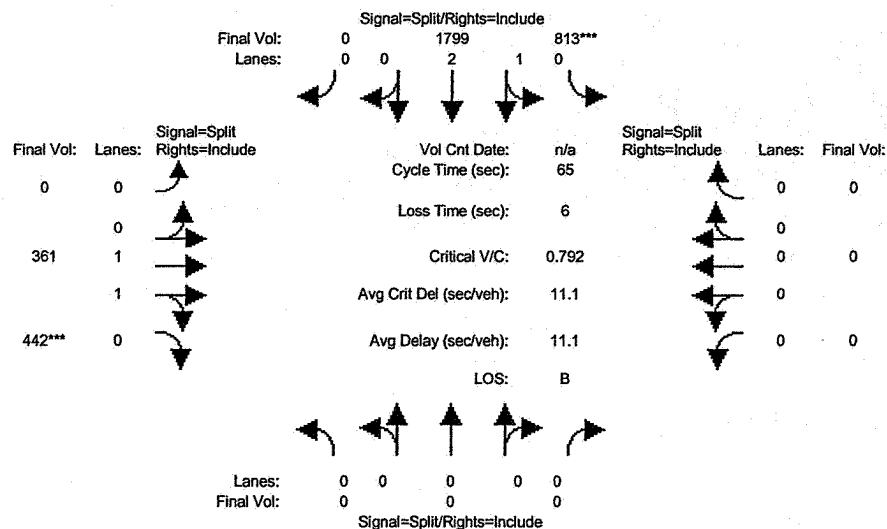 Signal=Split/Rights=Include
Final Vol: 0 1799 813***
Lanes: 0 0 2 1 0
Signal=Split
Final Vol: Lanes: Rights=Include
Vol Cnt Date: n/a
Signal=Split
Rights=Include Lanes: Final Vol:
Cycle Time (sec): 65
0 0
0 0
Loss Time (sec): 6
0
0
361 1
Critical V/C: 0.792
0 0
1
Avg Crit Del (sec/veh): 11.1
0
442*** 0
Avg Delay (sec/veh): 11.1
0 0
LOS: B
Lanes: 0 0 0 0 0
Final Vol: 0 0 0
Signal=Split/Rights=Include